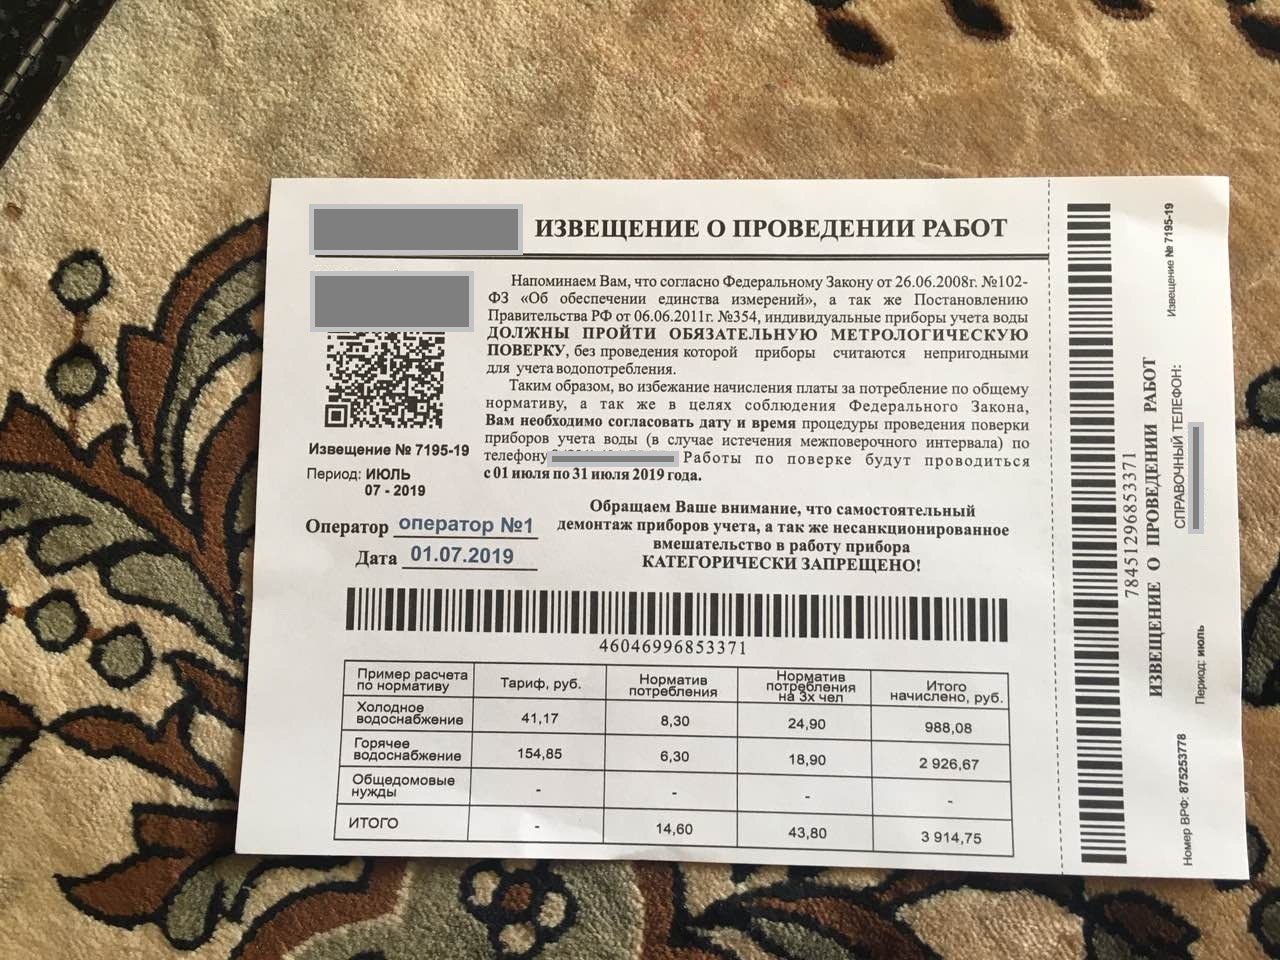 ИЗВЕЩЕНИЕ О ПРОВЕДЕНИИ РАБОТ
Напоминаем Вам, что согласно Федеральному Закону от 26.06.2008г. №102-
ФЗ «Об обеспечении единства измерений», а так же Постановлению
Правительства РФ от 06.06.2011г. №354, индивидуальные приборы учета воды
ДОЛЖНЫ ПРОЙТИ ОБЯЗАТЕЛЬНУЮ МЕТРОЛОГИЧЕСКУЮ
ПОВЕРКУ, без проведения которой приборы считаются непригодными
для учета водопотребления.
Таким образом, во избежание начисления платы за потребление по общему
нормативу, а так же в целях соблюдения Федерального Закона,
Вам необходимо согласовать дату и время процедуры проведения поверки
приборов учета воды (в случае истечения межповерочного интервала) по
телефону Работы по поверке будут проводиться
с 01 июля по 31 июля 2019 года.
Извещение № 7195-19
Период: ИЮЛЬ
07 - 2019
Оператор оператор №1
Дата 01.07.2019
Обращаем Ваше внимание, что самостоятельный
демонтаж приборов учета, а так же несанкционированное
вмешательство в работу прибора
КАТЕГОРИЧЕСКИ ЗАПРЕЩЕНО!
46046996853371
Пример расчета по нормативу Тариф, руб. Норматив потребления Норматив потребления на 3х чел Итого начислено, руб.
Холодное водоснабжение 41,17 8,30 24,90 988,08
Горячее водоснабжение 154,85 6,30 18,90 2 926,67
Общедомовые нужды - - - -
ИТОГО - 14,60 43,80 3 914,75
78451296853371
ИЗВЕЩЕНИЕ О ПРОВЕДЕНИИ РАБОТ
Извещение № 7195-19
СПРАВОЧНЫЙ ТЕЛЕФОН:
Период: июль
Номер ВРФ: 875253778